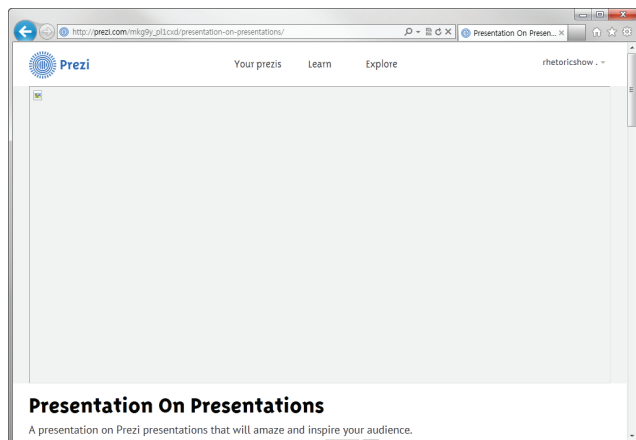 http://prezi.com/mkg9y_pl1cxd/presentation-on-presentations/
Presentation On Presen...
Prezi
Your prezis
Learn
Explore
rhetoricshow .
Presentation On Presentations
A presentation on Prezi presentations that will amaze and inspire your audience.